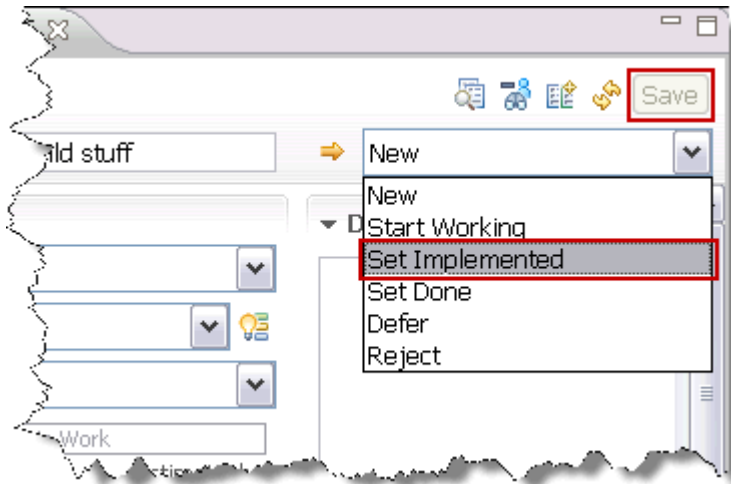 Save
ild stuff
New
New
Start Working
D
Set Implemented
Set Done
Defer
Reject
Work